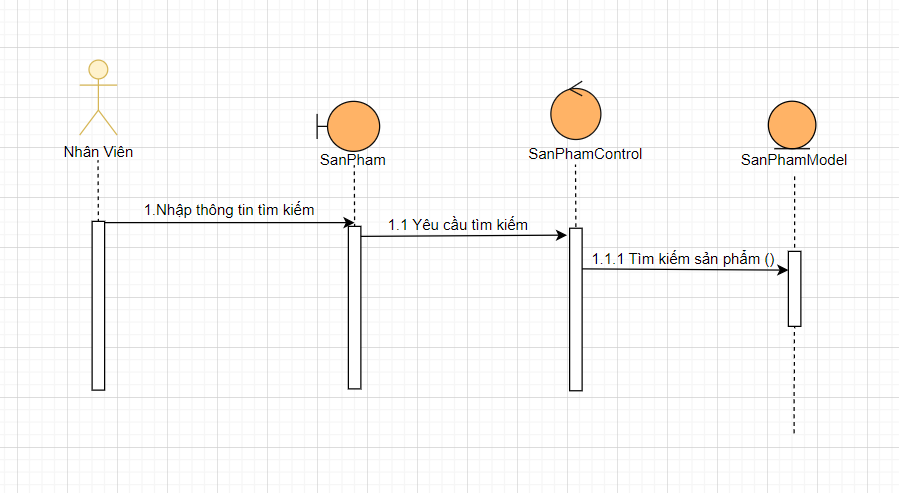 Nhân Viên
SanPham
SanPhamControl
SanPhamModel
1.Nhập thông tin tìm kiếm
1.1 Yêu cầu tìm kiếm
1.1.1 Tìm kiếm sản phẩm ()